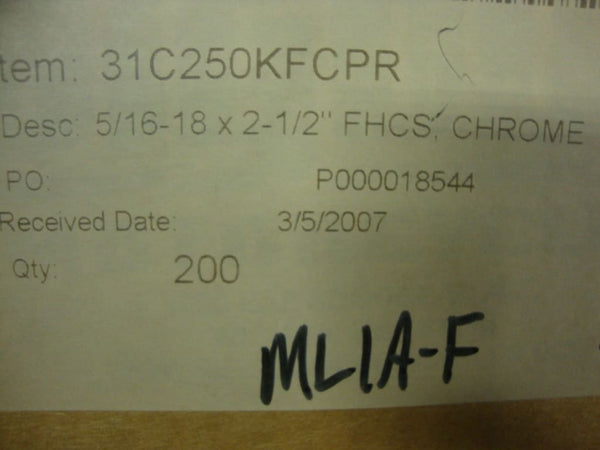 tem: 31C250KFCPR
Desc: 5/16-18 x 2-1/2" FHCS, CHROME
PO: P000018544
Received Date: 3/5/2007
Qty: 200
ML1A-F